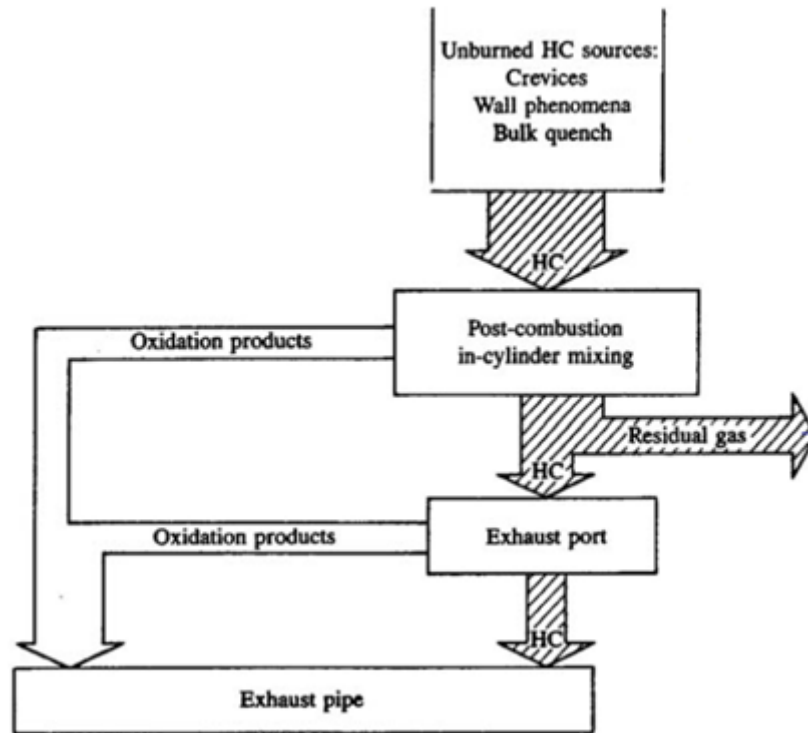 Unburned HC sources:
Crevices
Wall phenomena
Bulk quench
HC
Post-combustion
in-cylinder mixing
Oxidation products
Residual gas
HC
Exhaust port
Oxidation products
HC
Exhaust pipe